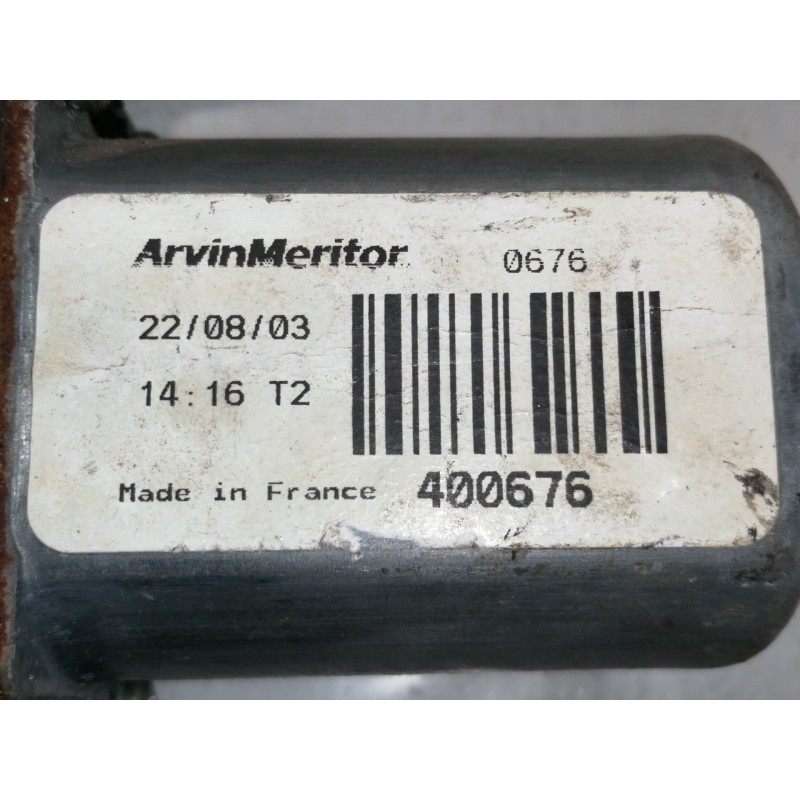 ArvinMeritor 0676
22/08/03
14:16 T2
Made in France 400676